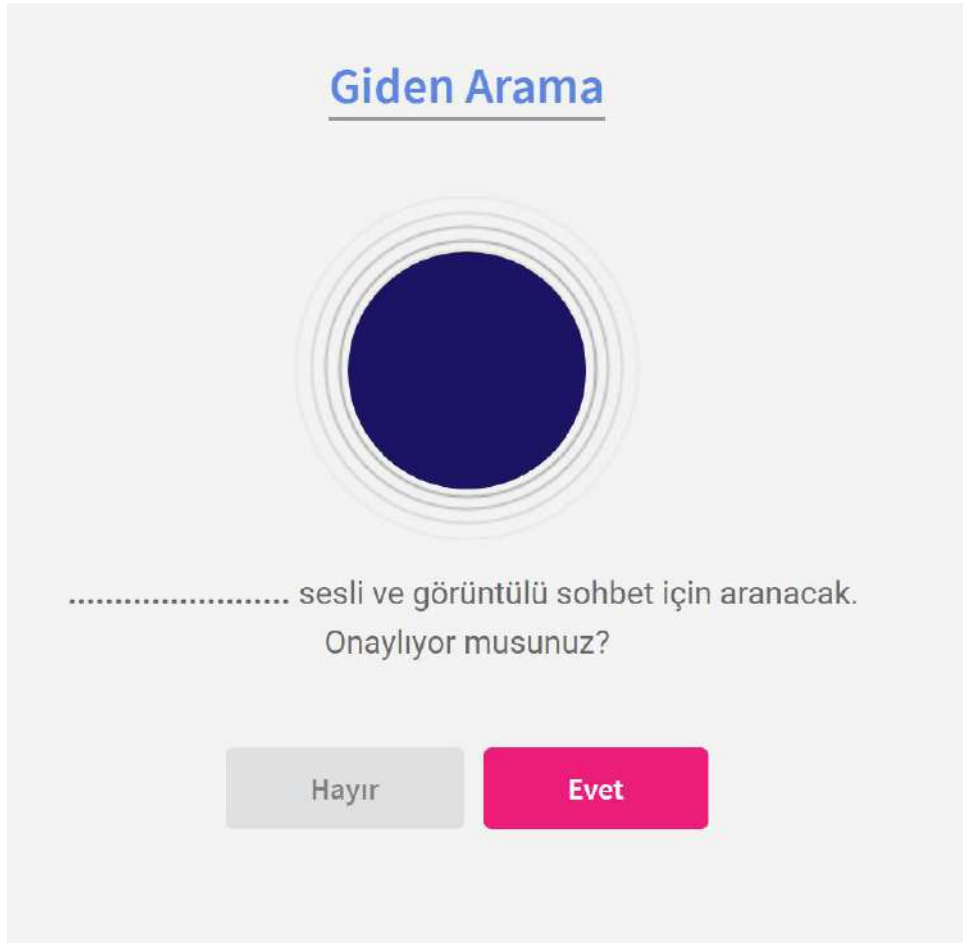 Giden Arama
........................ sesli ve görüntülü sohbet için aranacak.
Onaylıyor musunuz?
Hayır
Evet